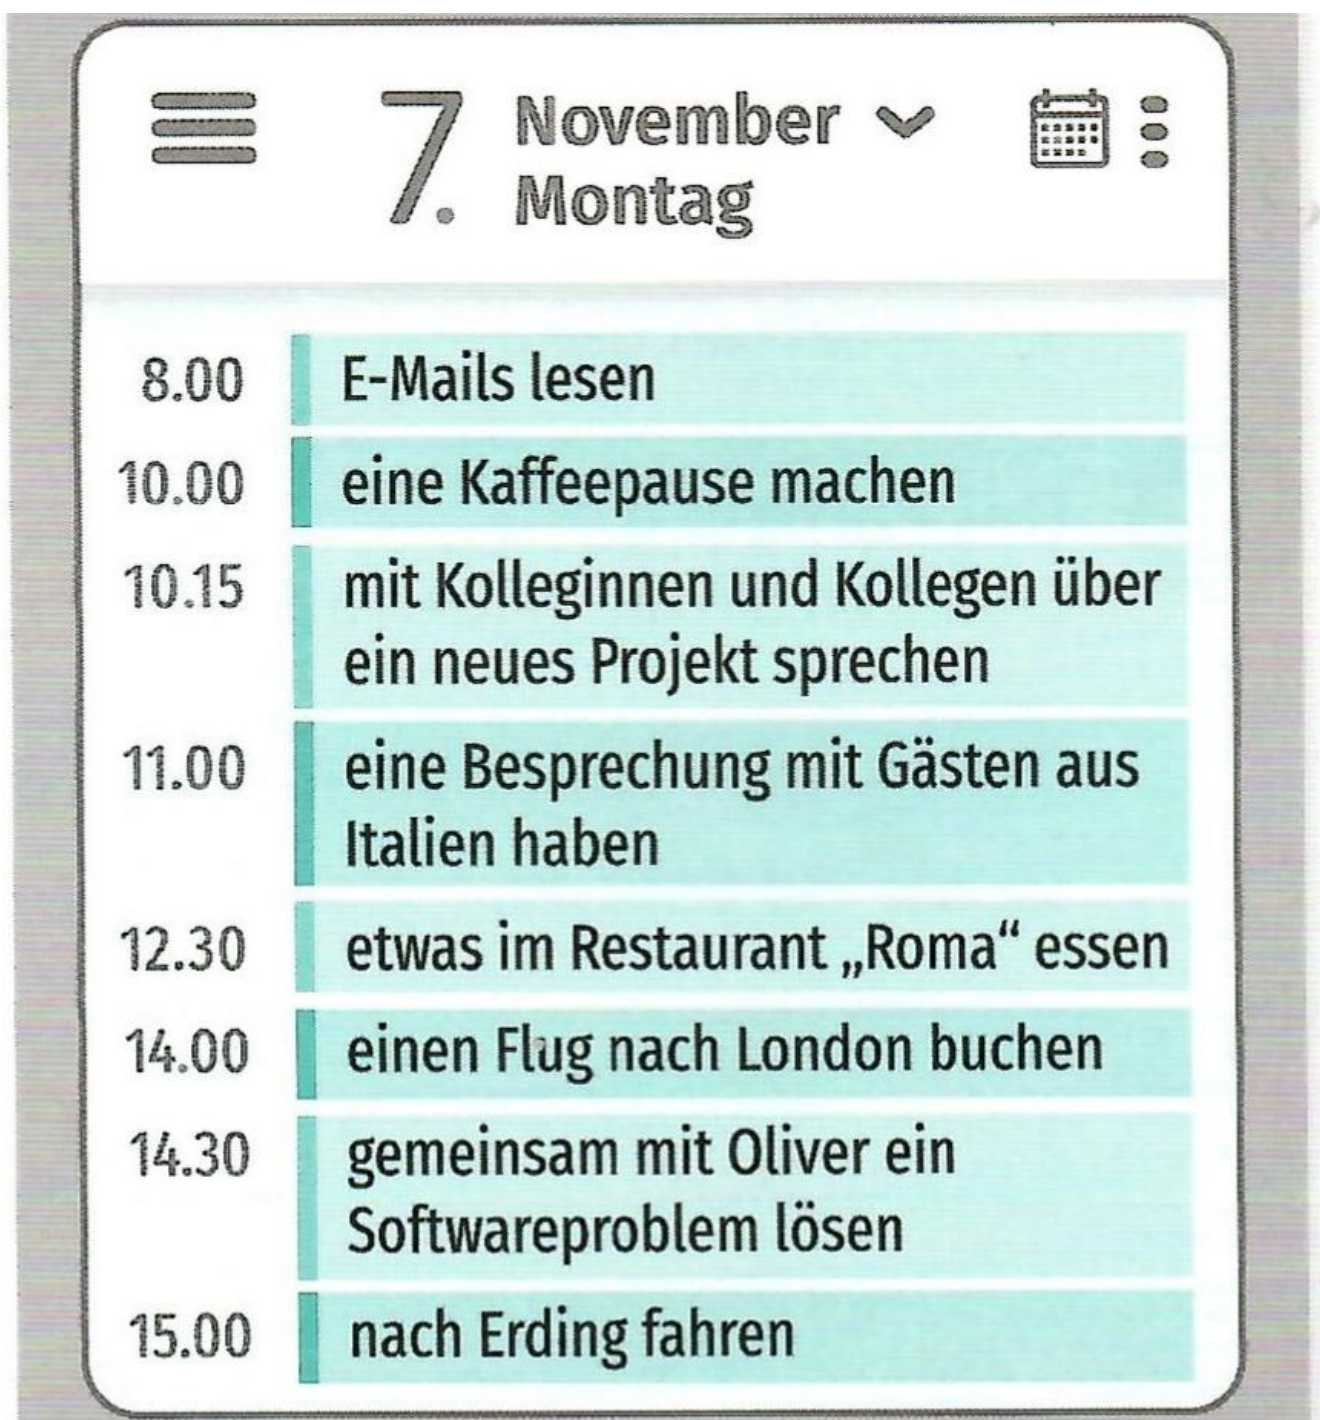 7. November
Montag
8.00 E-Mails lesen
10.00 eine Kaffeepause machen
10.15 mit Kolleginnen und Kollegen über
ein neues Projekt sprechen
11.00 eine Besprechung mit Gästen aus
Italien haben
12.30 etwas im Restaurant „Roma“ essen
14.00 einen Flug nach London buchen
14.30 gemeinsam mit Oliver ein
Softwareproblem lösen
15.00 nach Erding fahren